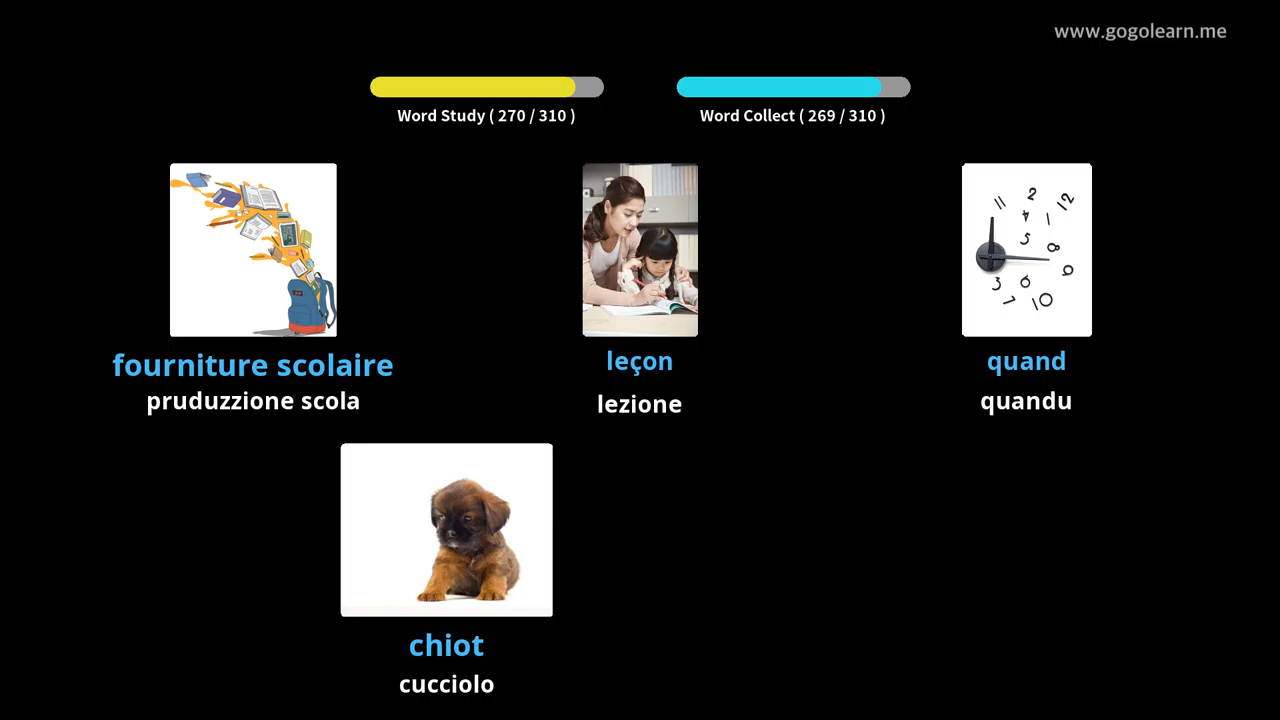 www.gogolearn.me
Word Study ( 270 / 310 )
Word Collect ( 269 / 310 )
fourniture scolaire
pruduzzione scola
leçon
lezione
quand
quandu
chiot
cucciolo